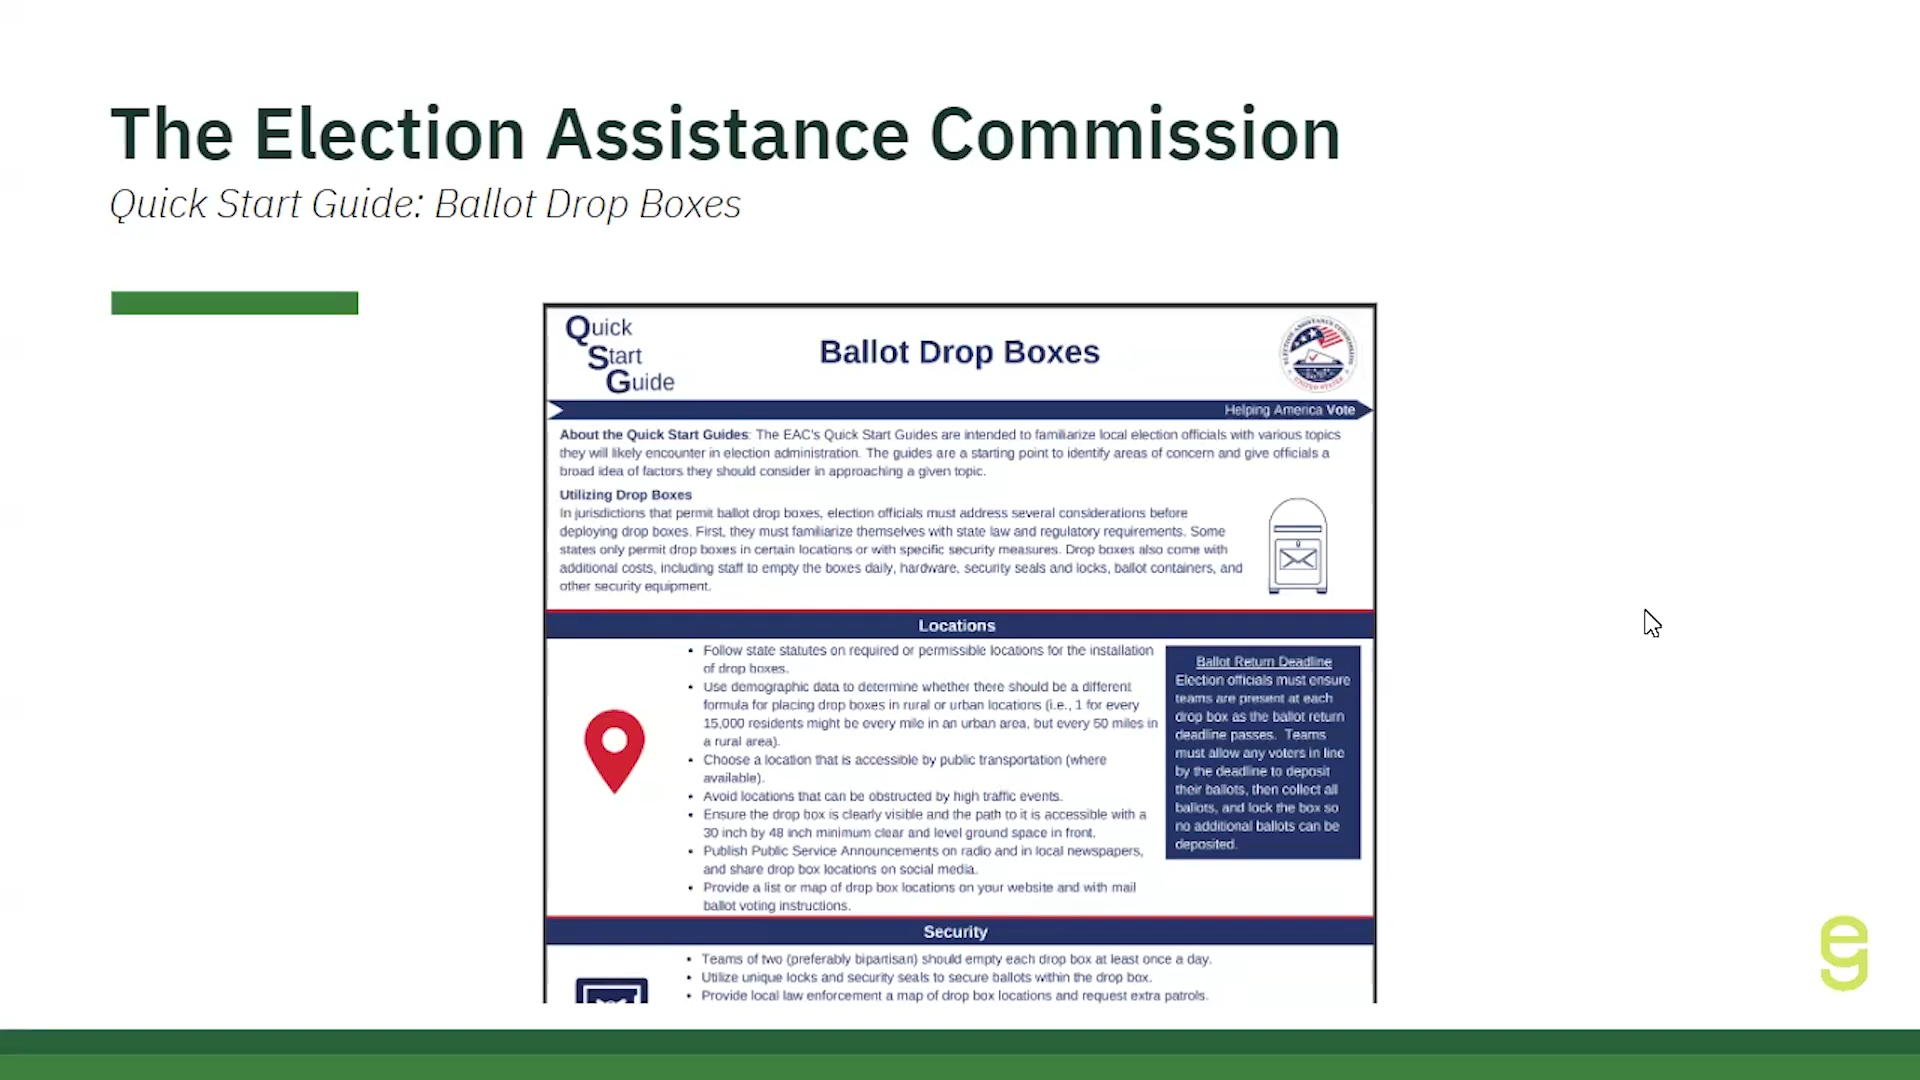 The Election Assistance Commission
Quick Start Guide: Ballot Drop Boxes
Quick
Start
Guide
Ballot Drop Boxes
ELECTION ASSISTANCE COMMISSION
UNITED STATES
Helping America Vote
About the Quick Start Guides: The EAC's Quick Start Guides are intended to familiarize local election officials with various topics
they will likely encounter in election administration. The guides are a starting point to identify areas of concern and give officials a
broad idea of factors they should consider in approaching a given topic.
Utilizing Drop Boxes
In jurisdictions that permit ballot drop boxes, election officials must address several considerations before
deploying drop boxes. First, they must familiarize themselves with state law and regulatory requirements. Some
states only permit drop boxes in certain locations or with specific security measures. Drop boxes also come with
additional costs, including staff to empty the boxes daily, hardware, security seals and locks, ballot containers, and
other security equipment.
Locations
• Follow state statutes on required or permissible locations for the installation
of drop boxes.
• Use demographic data to determine whether there should be a different
formula for placing drop boxes in rural or urban locations (i.e., 1 for every
15,000 residents might be every mile in an urban area, but every 50 miles in
a rural area).
• Choose a location that is accessible by public transportation (where
available).
• Avoid locations that can be obstructed by high traffic events.
• Ensure the drop box is clearly visible and the path to it is accessible with a
30 inch by 48 inch minimum clear and level ground space in front.
• Publish Public Service Announcements on radio and in local newspapers,
and share drop box locations on social media.
• Provide a list or map of drop box locations on your website and with mail
ballot voting instructions.
Ballot Return Deadline
Election officials must ensure
teams are present at each
drop box as the ballot return
deadline passes. Teams
must allow any voters in line
by the deadline to deposit
their ballots, then collect all
ballots, and lock the box so
no additional ballots can be
deposited.
Security
• Teams of two (preferably bipartisan) should empty each drop box at least once a day.
• Utilize unique locks and security seals to secure ballots within the drop box.
• Provide local law enforcement a map of drop box locations and request extra patrols.
eg